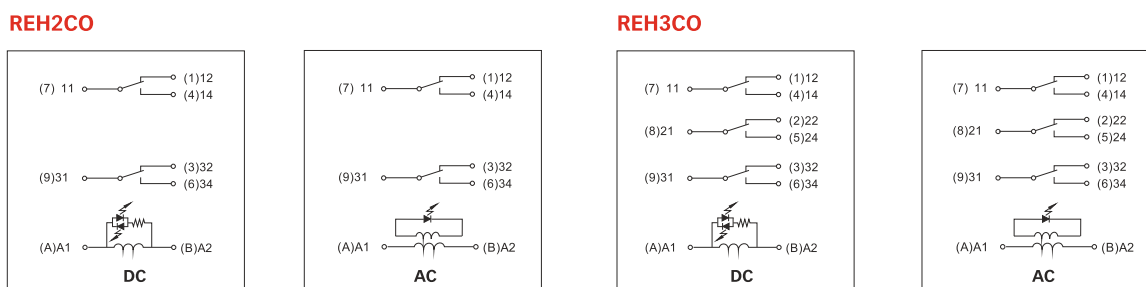 REH2CO
REH3CO
(7) 11
(1)12
(4)14
(9)31
(3)32
(6)34
(A)A1
(B)A2
DC
(7) 11
(1)12
(4)14
(9)31
(3)32
(6)34
(A)A1
(B)A2
AC
(7) 11
(1)12
(4)14
(8)21
(2)22
(5)24
(9)31
(3)32
(6)34
(A)A1
(B)A2
DC
(7) 11
(1)12
(4)14
(8)21
(2)22
(5)24
(9)31
(3)32
(6)34
(A)A1
(B)A2
AC